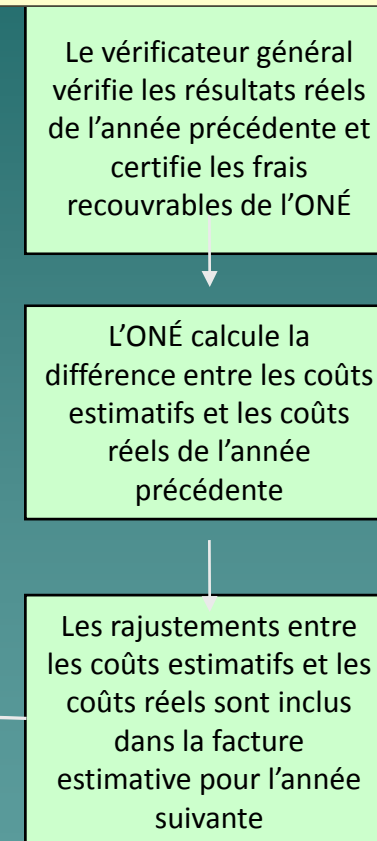 Le vérificateur général
vérifie les résultats réels
de l’année précédente et
certifie les frais
recouvrables de l’ONÉ
L’ONÉ calcule la
différence entre les coûts
estimatifs et les coûts
réels de l’année
précédente
Les rajustements entre
les coûts estimatifs et les
coûts réels sont inclus
dans la facture
estimative pour l’année
suivante